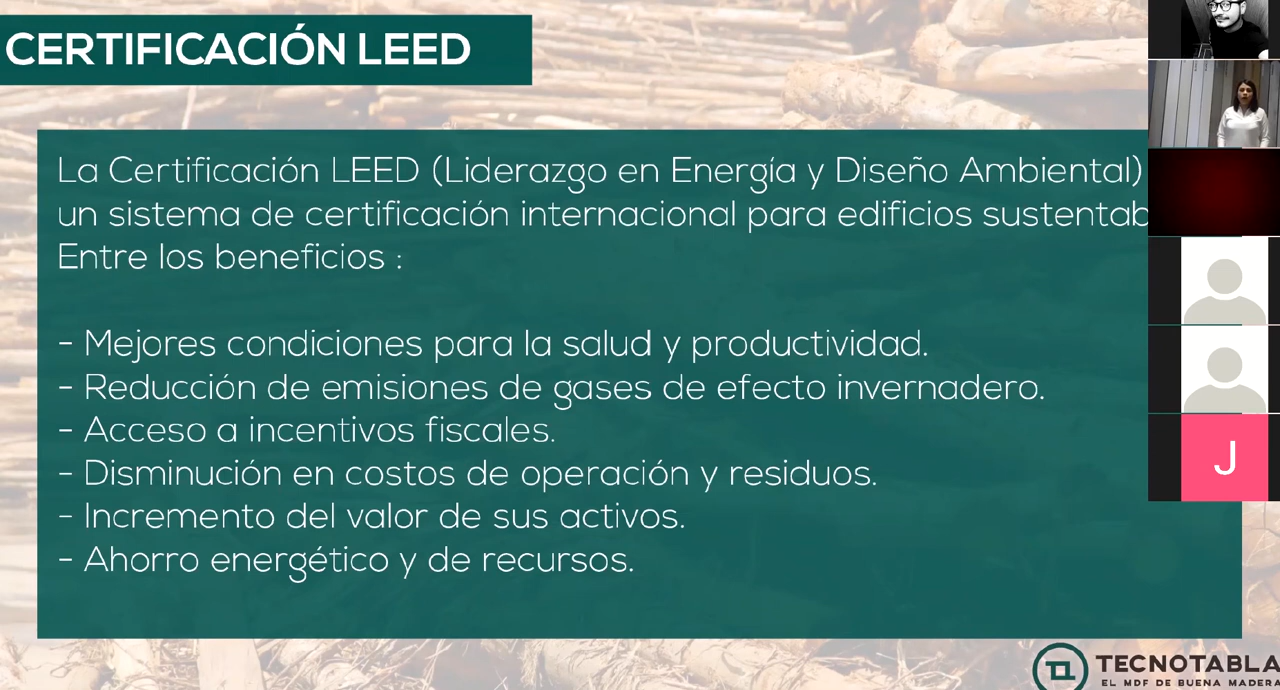 CERTIFICACIÓN LEED
La Certificación LEED (Liderazgo en Energía y Diseño Ambiental)
un sistema de certificación internacional para edificios
Entre los beneficios :
- Mejores condiciones para la salud y productividad.
- Reducción de emisiones de gases de efecto invernadero.
- Acceso a incentivos fiscales.
- Disminución en costos de operación y residuos.
- Incremento del valor de sus activos.
- Ahorro energético y de recursos.
J
TECNOTABLA
EL MDF DE BUENA MADERA